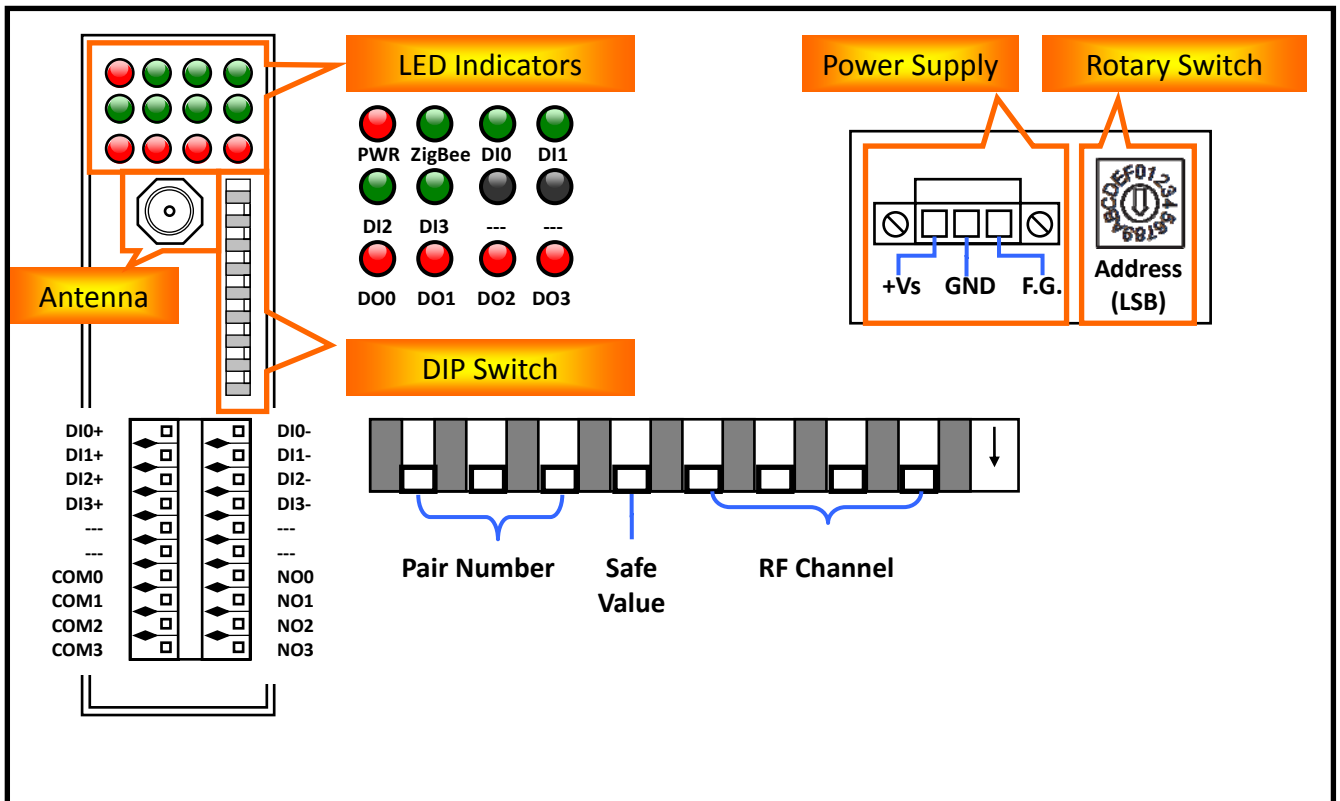 LED Indicators
Power Supply
Rotary Switch
PWR ZigBee DI0 DI1
DI2 DI3 --- ---
DO0 DO1 DO2 DO3
Antenna
DIP Switch
+Vs GND F.G.
0123456789ABCDEF
Address
(LSB)
DI0+ DI0-
DI1+ DI1-
DI2+ DI2-
DI3+ DI3-
--- ---
--- ---
COM0 NO0
COM1 NO1
COM2 NO2
COM3 NO3
Pair Number
Safe
Value
RF Channel